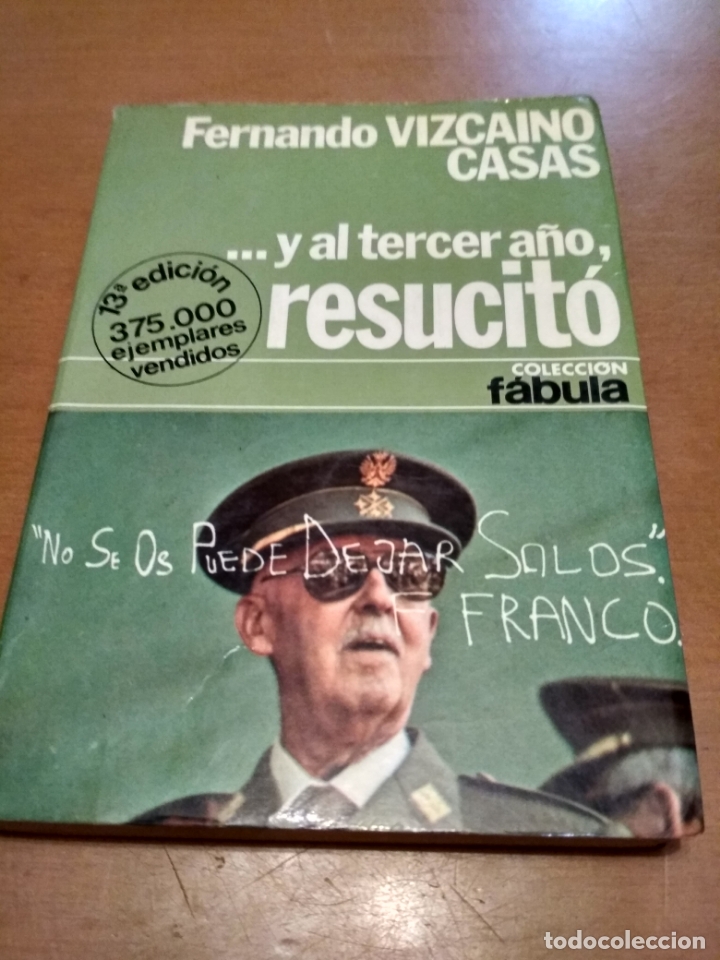 Fernando VIZCAINO
CASAS
... y al tercer año,
resucitó
13ª edición
375.000
ejemplares
vendidos
COLECCIÓN
fábula
"NO SE OS PUEDE DEJAR SOLOS."
F. FRANCO.
todocoleccion